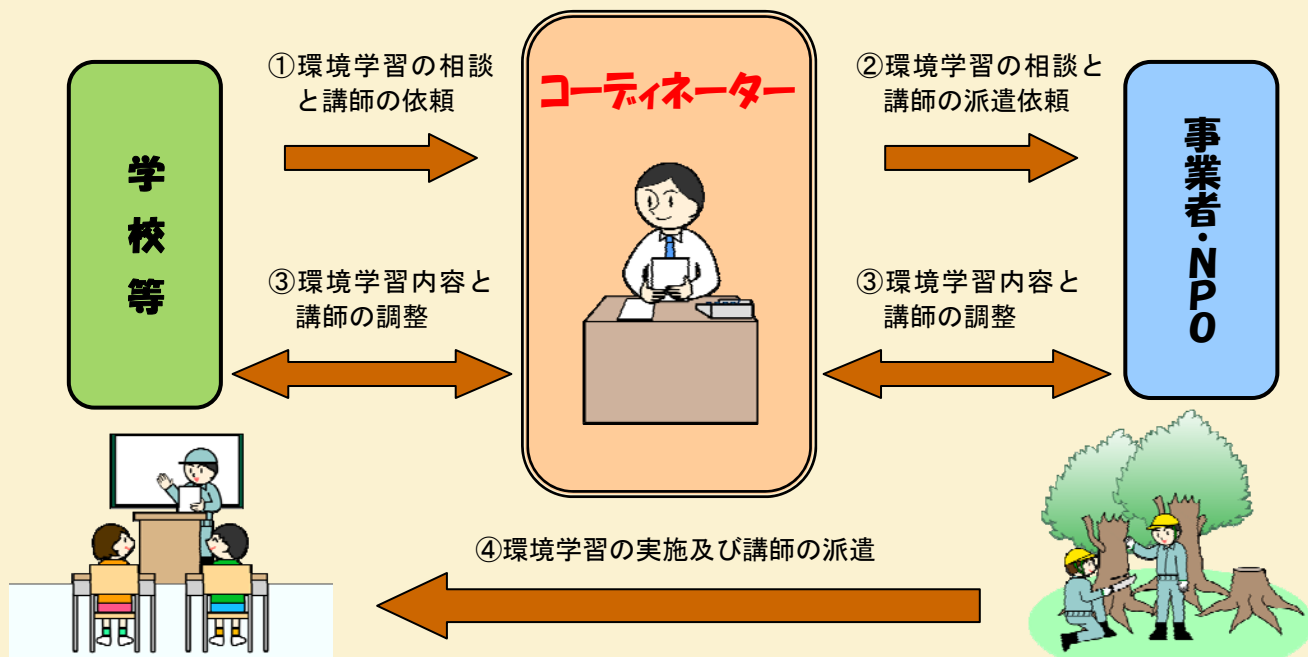 ①環境学習の相談
と講師の依頼
コーディネーター
②環境学習の相談と
講師の派遣依頼
学校等
事業者・NPO
③環境学習内容と
講師の調整
③環境学習内容と
講師の調整
④環境学習の実施及び講師の派遣